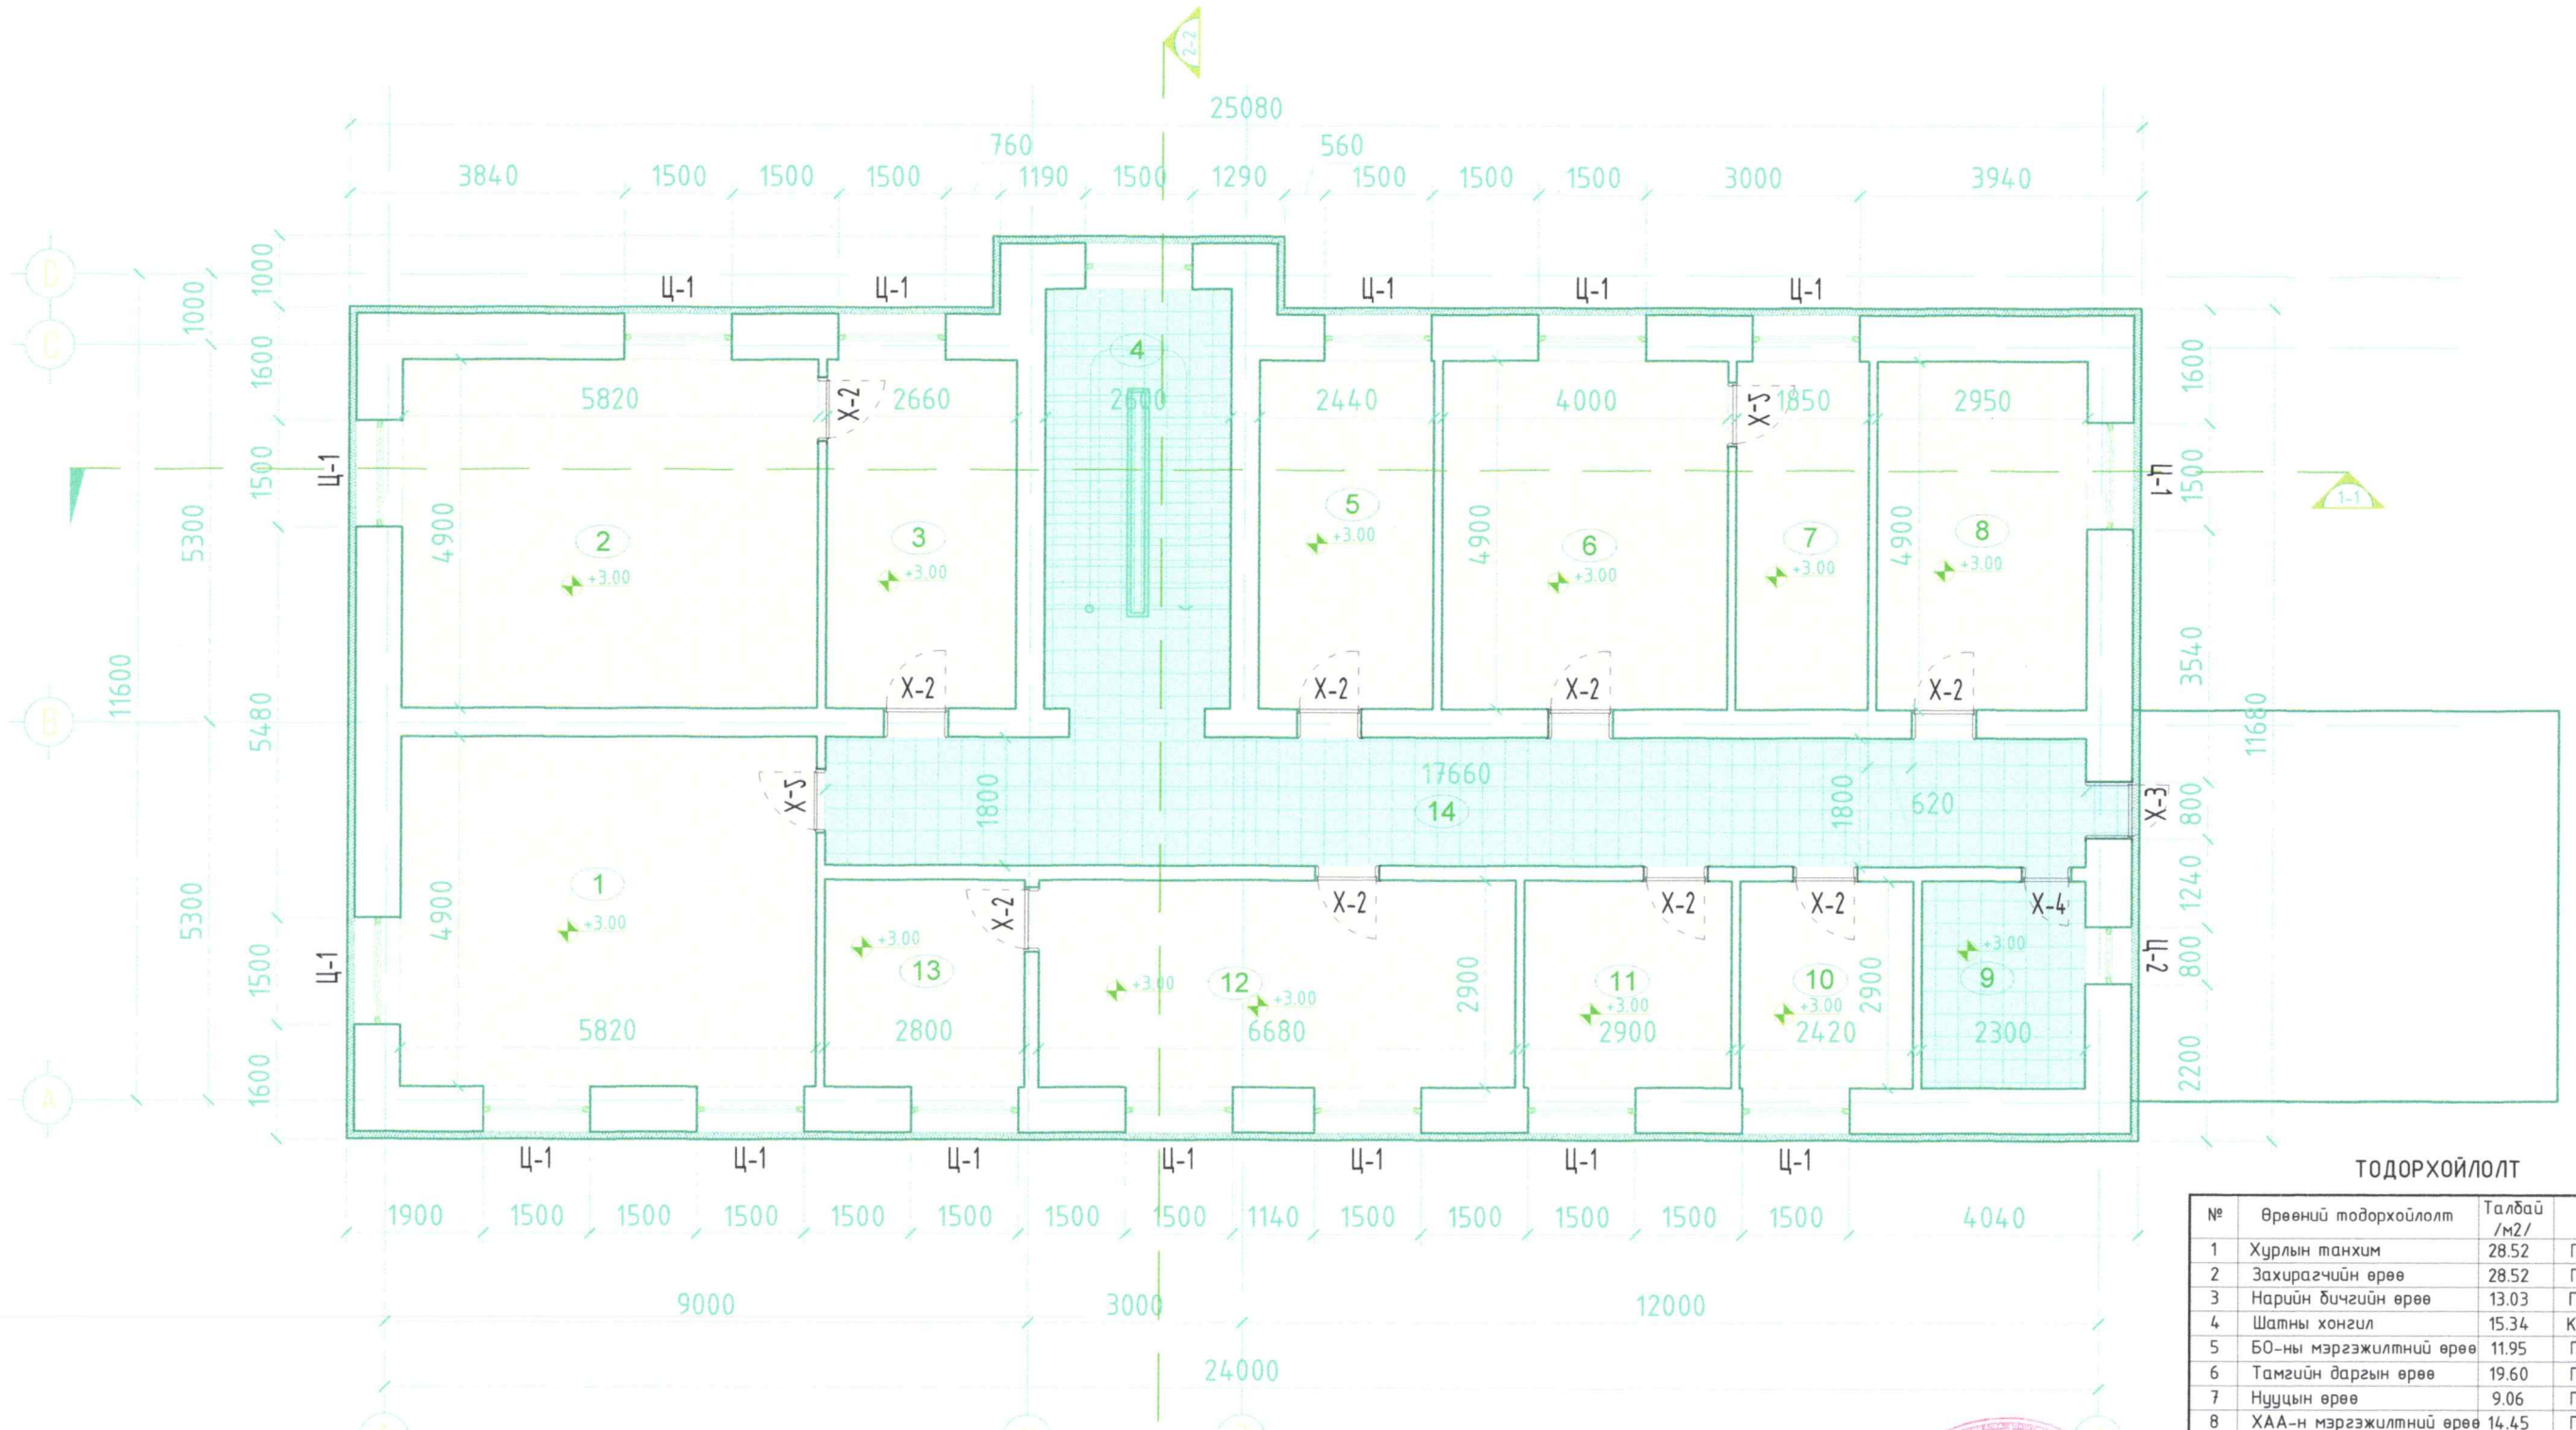 2-2
25080
760
560
3840
1500
1500
1500
1190
1500
1290
1500
1500
1500
3000
3940
D
C
B
A
1000
1000
1600
1500
5300
11600
5480
5300
1500
1600
Ц-1
Ц-1
Ц-1
Ц-1
Ц-1
Ц-1
Ц-1
4
5820
X-2
2660
2600
2440
4000
X-2
1850
2950
1600
1500
Ц-1
1-1
4900
2
+3.00
3
+3.00
5
+3.00
4900
6
+3.00
7
+3.00
4900
8
+3.00
X-2
X-2
X-2
X-2
3540
11680
X-2
1800
17660
14
1800
620
X-3
800
1
+3.00
4900
5820
X-2
+3.00
13
2800
X-2
+3.00
12
+3.00
6680
2900
X-2
11
+3.00
2900
X-2
10
+3.00
2420
2900
X-4
+3.00
9
2300
1240
Ц-2
800
2200
Ц-1
Ц-1
Ц-1
Ц-1
Ц-1
Ц-1
Ц-1
1900
1500
1500
1500
1500
1500
1500
1500
1140
1500
1500
1500
1500
1500
4040
9000
3000
12000
24000
ТОДОРХОЙЛОЛТ
№ Өрөөний тодорхойлолт Талбай /м2/
1 Хурлын танхим 28.52 П
2 Захирагчийн өрөө 28.52 П
3 Нарийн бичгийн өрөө 13.03 П
4 Шатны хонгил 15.34 К
5 БО-ны мэргэжилтний өрөө 11.95 П
6 Тамгийн даргын өрөө 19.60 П
7 Нууцын өрөө 9.06 П
8 ХАА-н мэргэжилтний өрөө 14.45 П